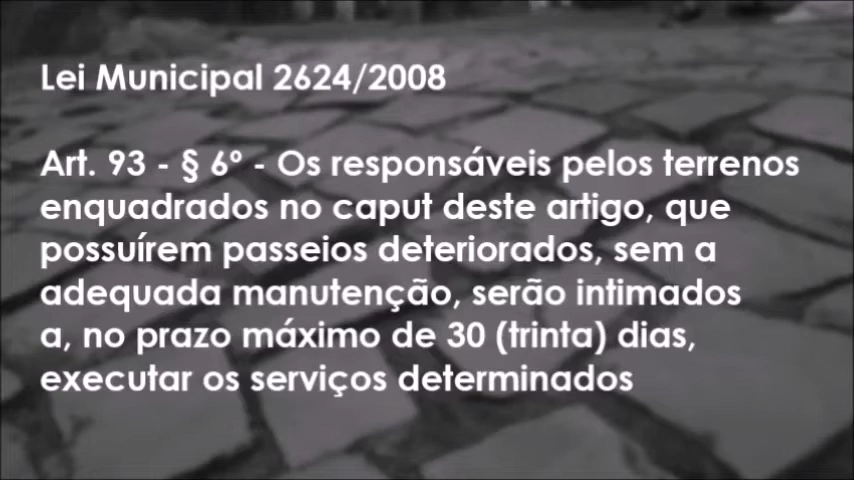 Lei Municipal 2624/2008
Art. 93 - § 6º - Os responsáveis pelos terrenos
enquadrados no caput deste artigo, que
possuírem passeios deteriorados, sem a
adequada manutenção, serão intimados
a, no prazo máximo de 30 (trinta) dias,
executar os serviços determinados